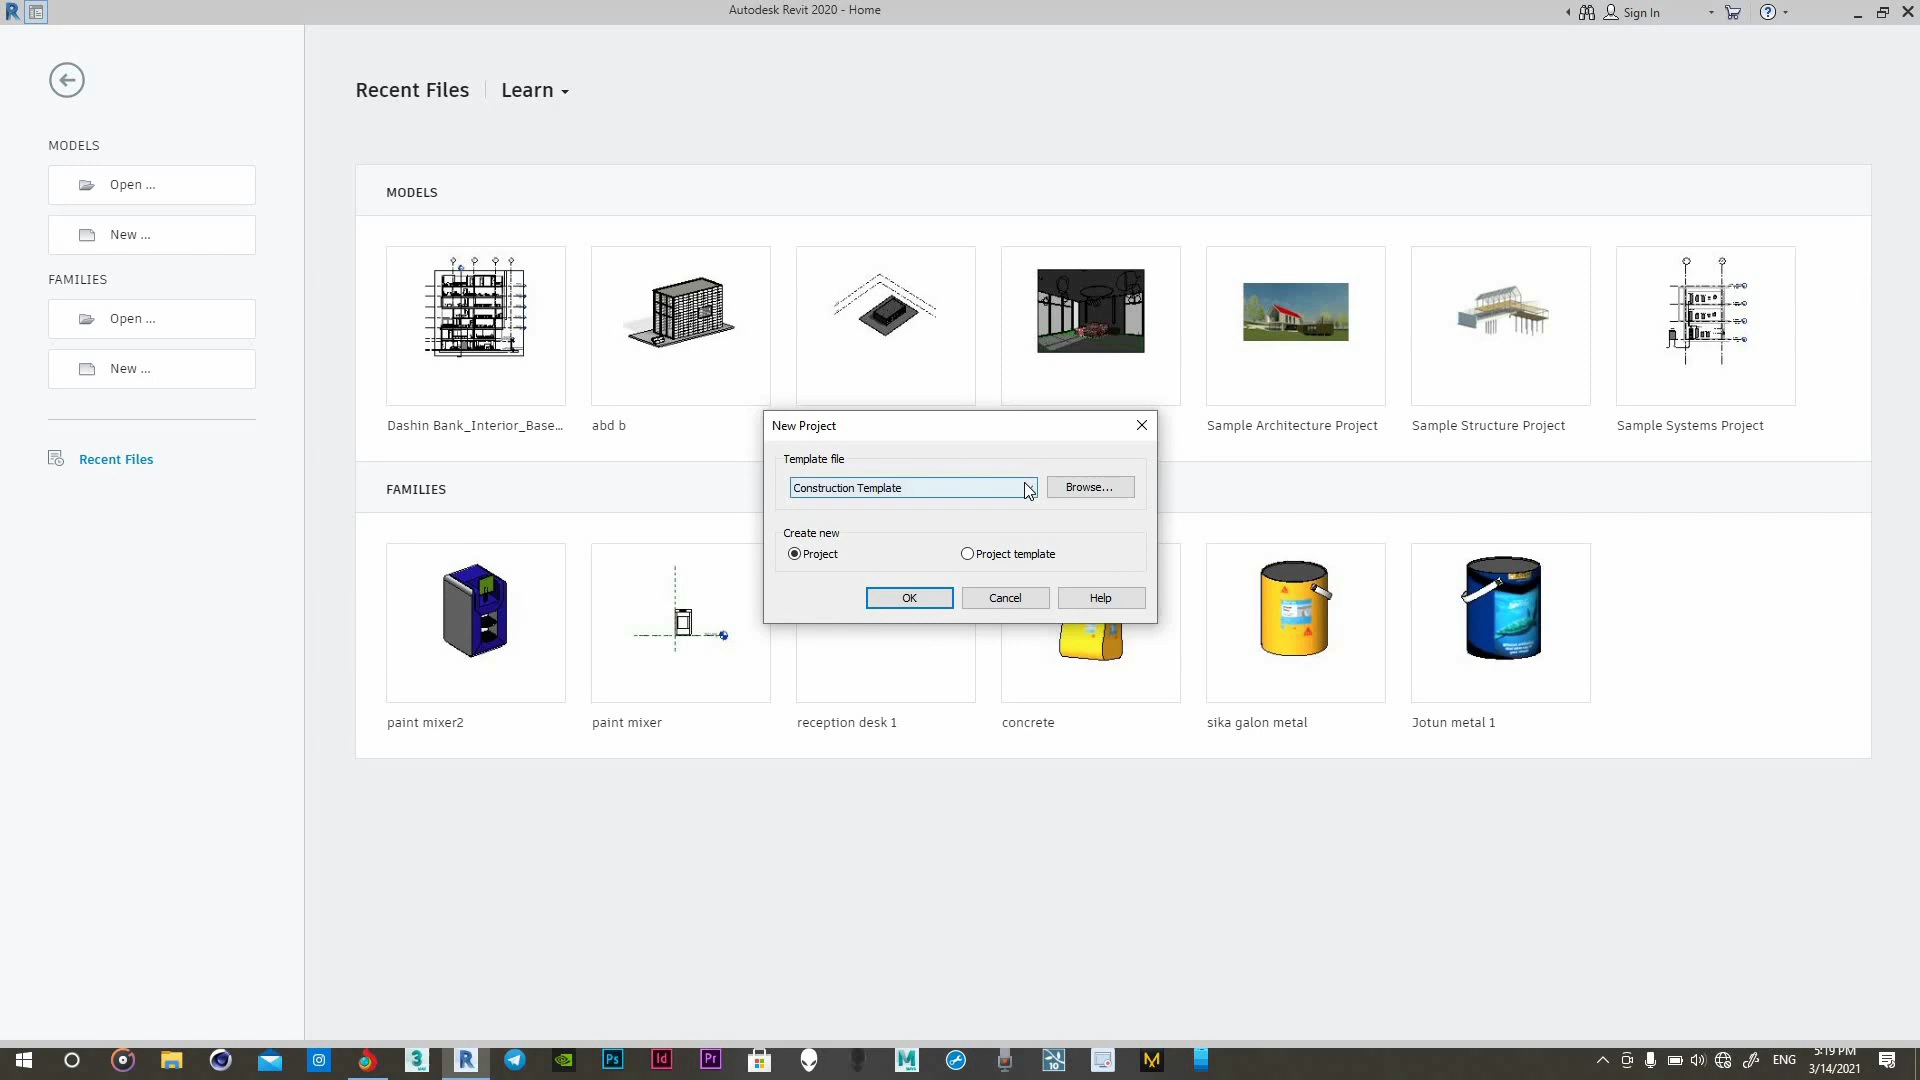 Autodesk Revit 2020 - Home
Sign In
Recent Files
Learn
MODELS
Open ...
New ...
FAMILIES
Open ...
New ...
Recent Files
MODELS
Dashin Bank_Interior_Base...
abd b
Sample Architecture Project
Sample Structure Project
Sample Systems Project
New Project
Template file
Construction Template
Browse...
Create new
Project
Project template
OK
Cancel
Help
FAMILIES
paint mixer2
paint mixer
reception desk 1
concrete
sika galon metal
Jotun metal 1
ENG
5:19 PM
3/14/2021